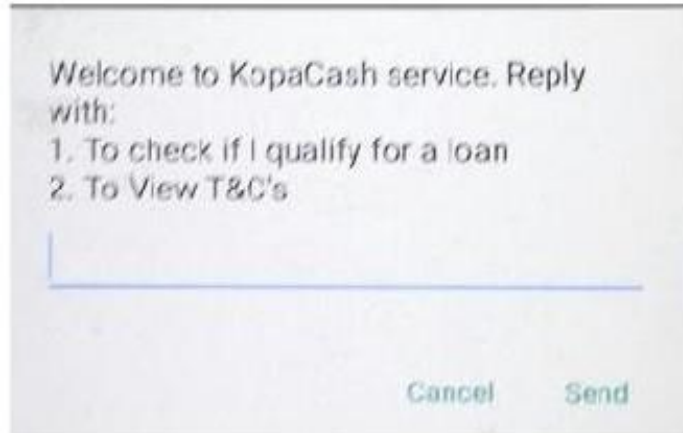 Welcome to KopaCash service. Reply
with:
1. To check if I qualify for a loan
2. To View T&C's
Cancel
Send